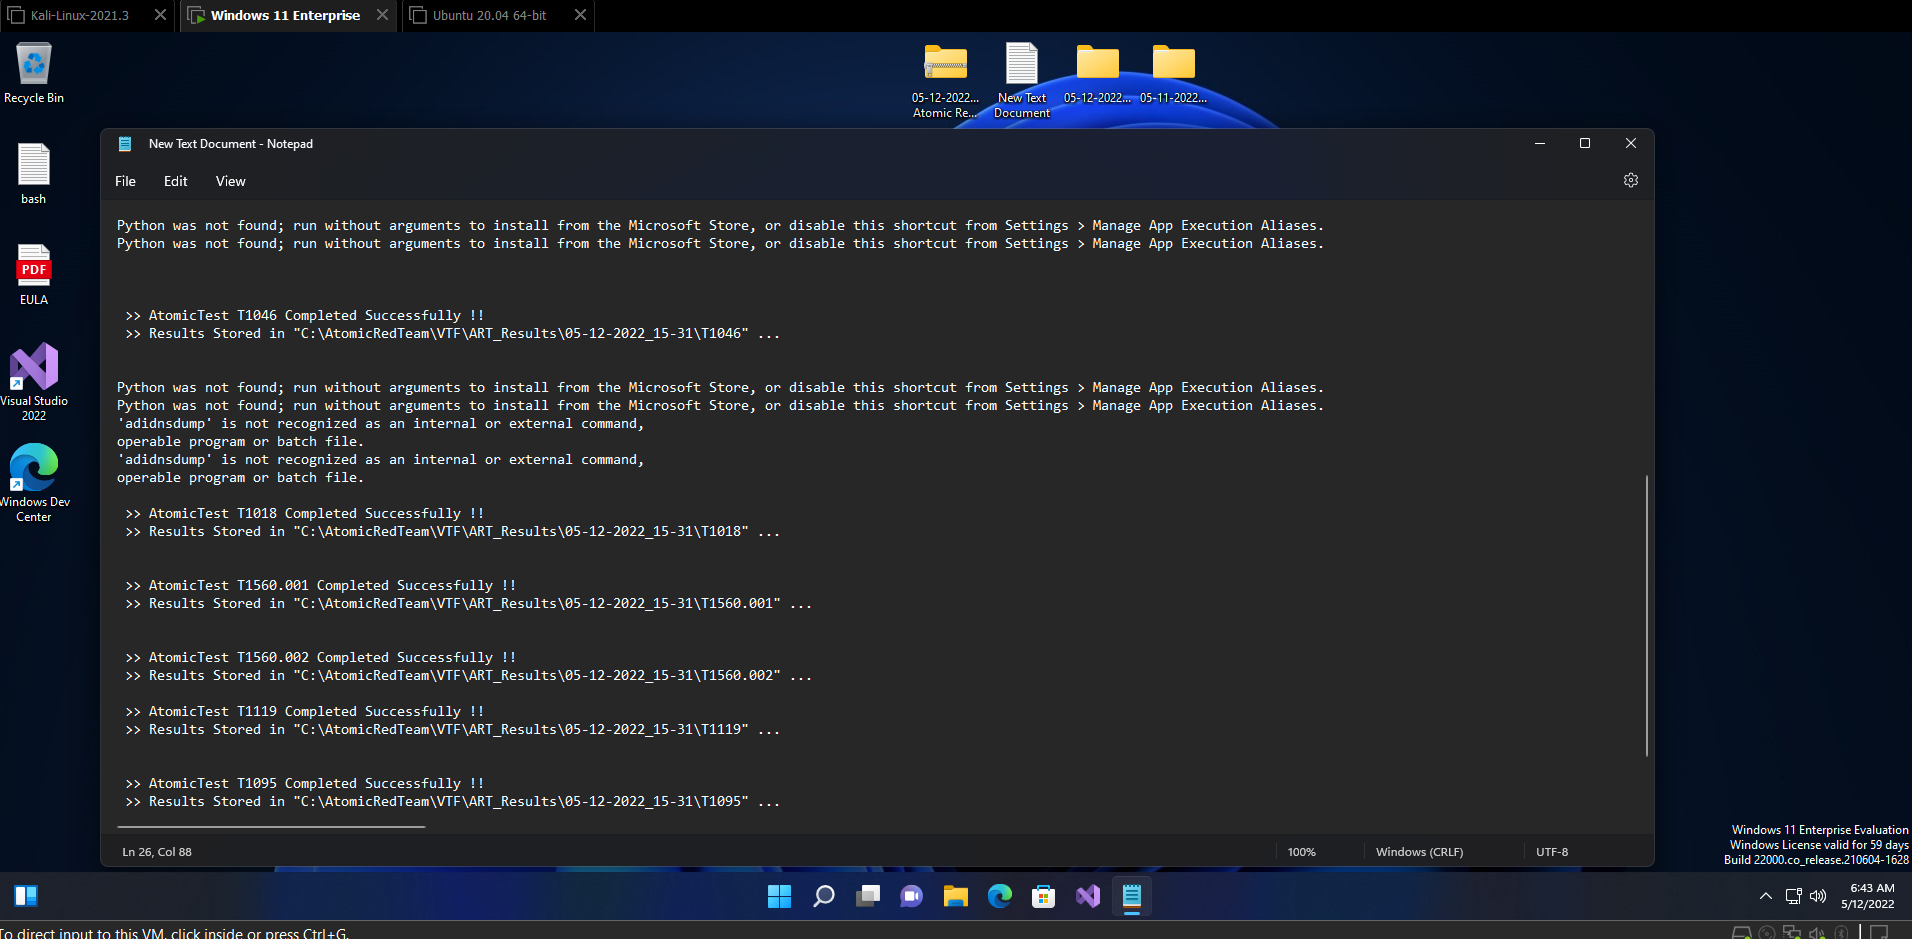 Kali-Linux-2021.3
Windows 11 Enterprise
Ubuntu 20.04 64-bit
Recycle Bin
bash
PDF
EULA
Visual Studio
2022
Windows Dev
Center
05-12-2022...
Atomic Re...
New Text
Document
05-12-2022...
05-11-2022...
New Text Document - Notepad
File Edit View
Python was not found; run without arguments to install from the Microsoft Store, or disable this shortcut from Settings > Manage App Execution Aliases.
Python was not found; run without arguments to install from the Microsoft Store, or disable this shortcut from Settings > Manage App Execution Aliases.
>> AtomicTest T1046 Completed Successfully !!
>> Results Stored in "C:\AtomicRedTeam\VTF\ART_Results\05-12-2022_15-31\T1046" ...
Python was not found; run without arguments to install from the Microsoft Store, or disable this shortcut from Settings > Manage App Execution Aliases.
Python was not found; run without arguments to install from the Microsoft Store, or disable this shortcut from Settings > Manage App Execution Aliases.
'adidnsdump' is not recognized as an internal or external command,
operable program or batch file.
'adidnsdump' is not recognized as an internal or external command,
operable program or batch file.
>> AtomicTest T1018 Completed Successfully !!
>> Results Stored in "C:\AtomicRedTeam\VTF\ART_Results\05-12-2022_15-31\T1018" ...
>> AtomicTest T1560.001 Completed Successfully !!
>> Results Stored in "C:\AtomicRedTeam\VTF\ART_Results\05-12-2022_15-31\T1560.001" ...
>> AtomicTest T1560.002 Completed Successfully !!
>> Results Stored in "C:\AtomicRedTeam\VTF\ART_Results\05-12-2022_15-31\T1560.002" ...
>> AtomicTest T1119 Completed Successfully !!
>> Results Stored in "C:\AtomicRedTeam\VTF\ART_Results\05-12-2022_15-31\T1119" ...
>> AtomicTest T1095 Completed Successfully !!
>> Results Stored in "C:\AtomicRedTeam\VTF\ART_Results\05-12-2022_15-31\T1095" ...
Ln 26, Col 88
100%
Windows (CRLF)
UTF-8
Windows 11 Enterprise Evaluation
Windows License valid for 59 days
Build 22000.co_release.210604-1628
6:43 AM
5/12/2022
To direct input to this VM, click inside or press Ctrl+G.